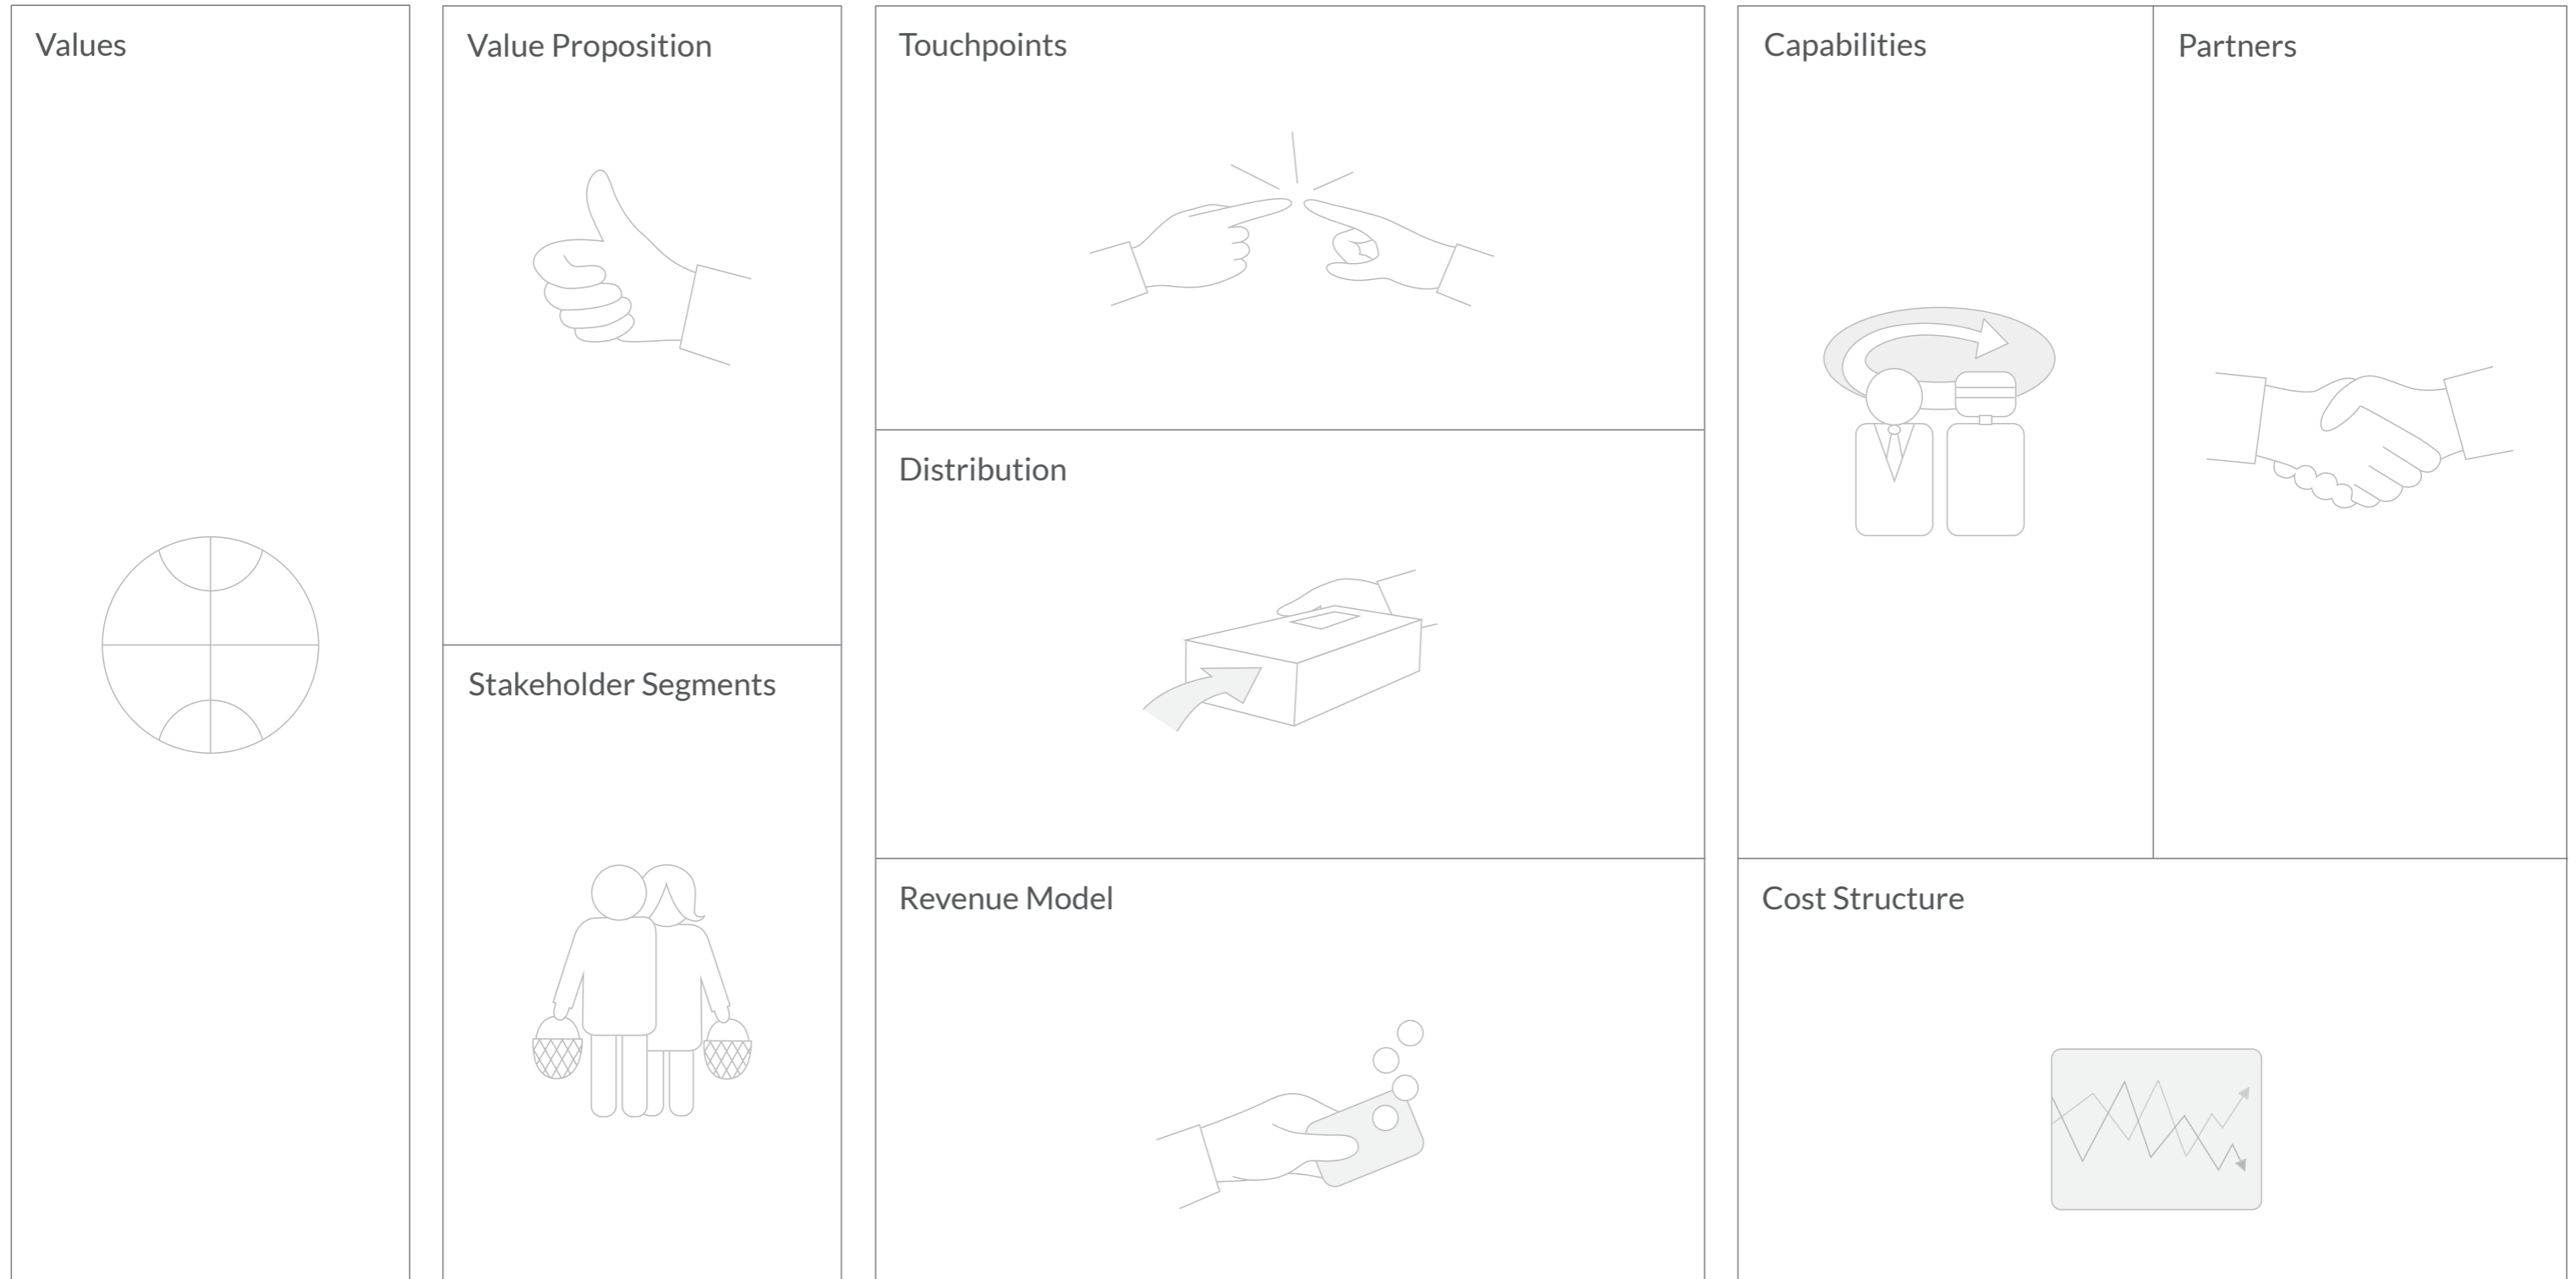 Values
Value Proposition
Stakeholder Segments
Touchpoints
Distribution
Revenue Model
Capabilities
Partners
Cost Structure